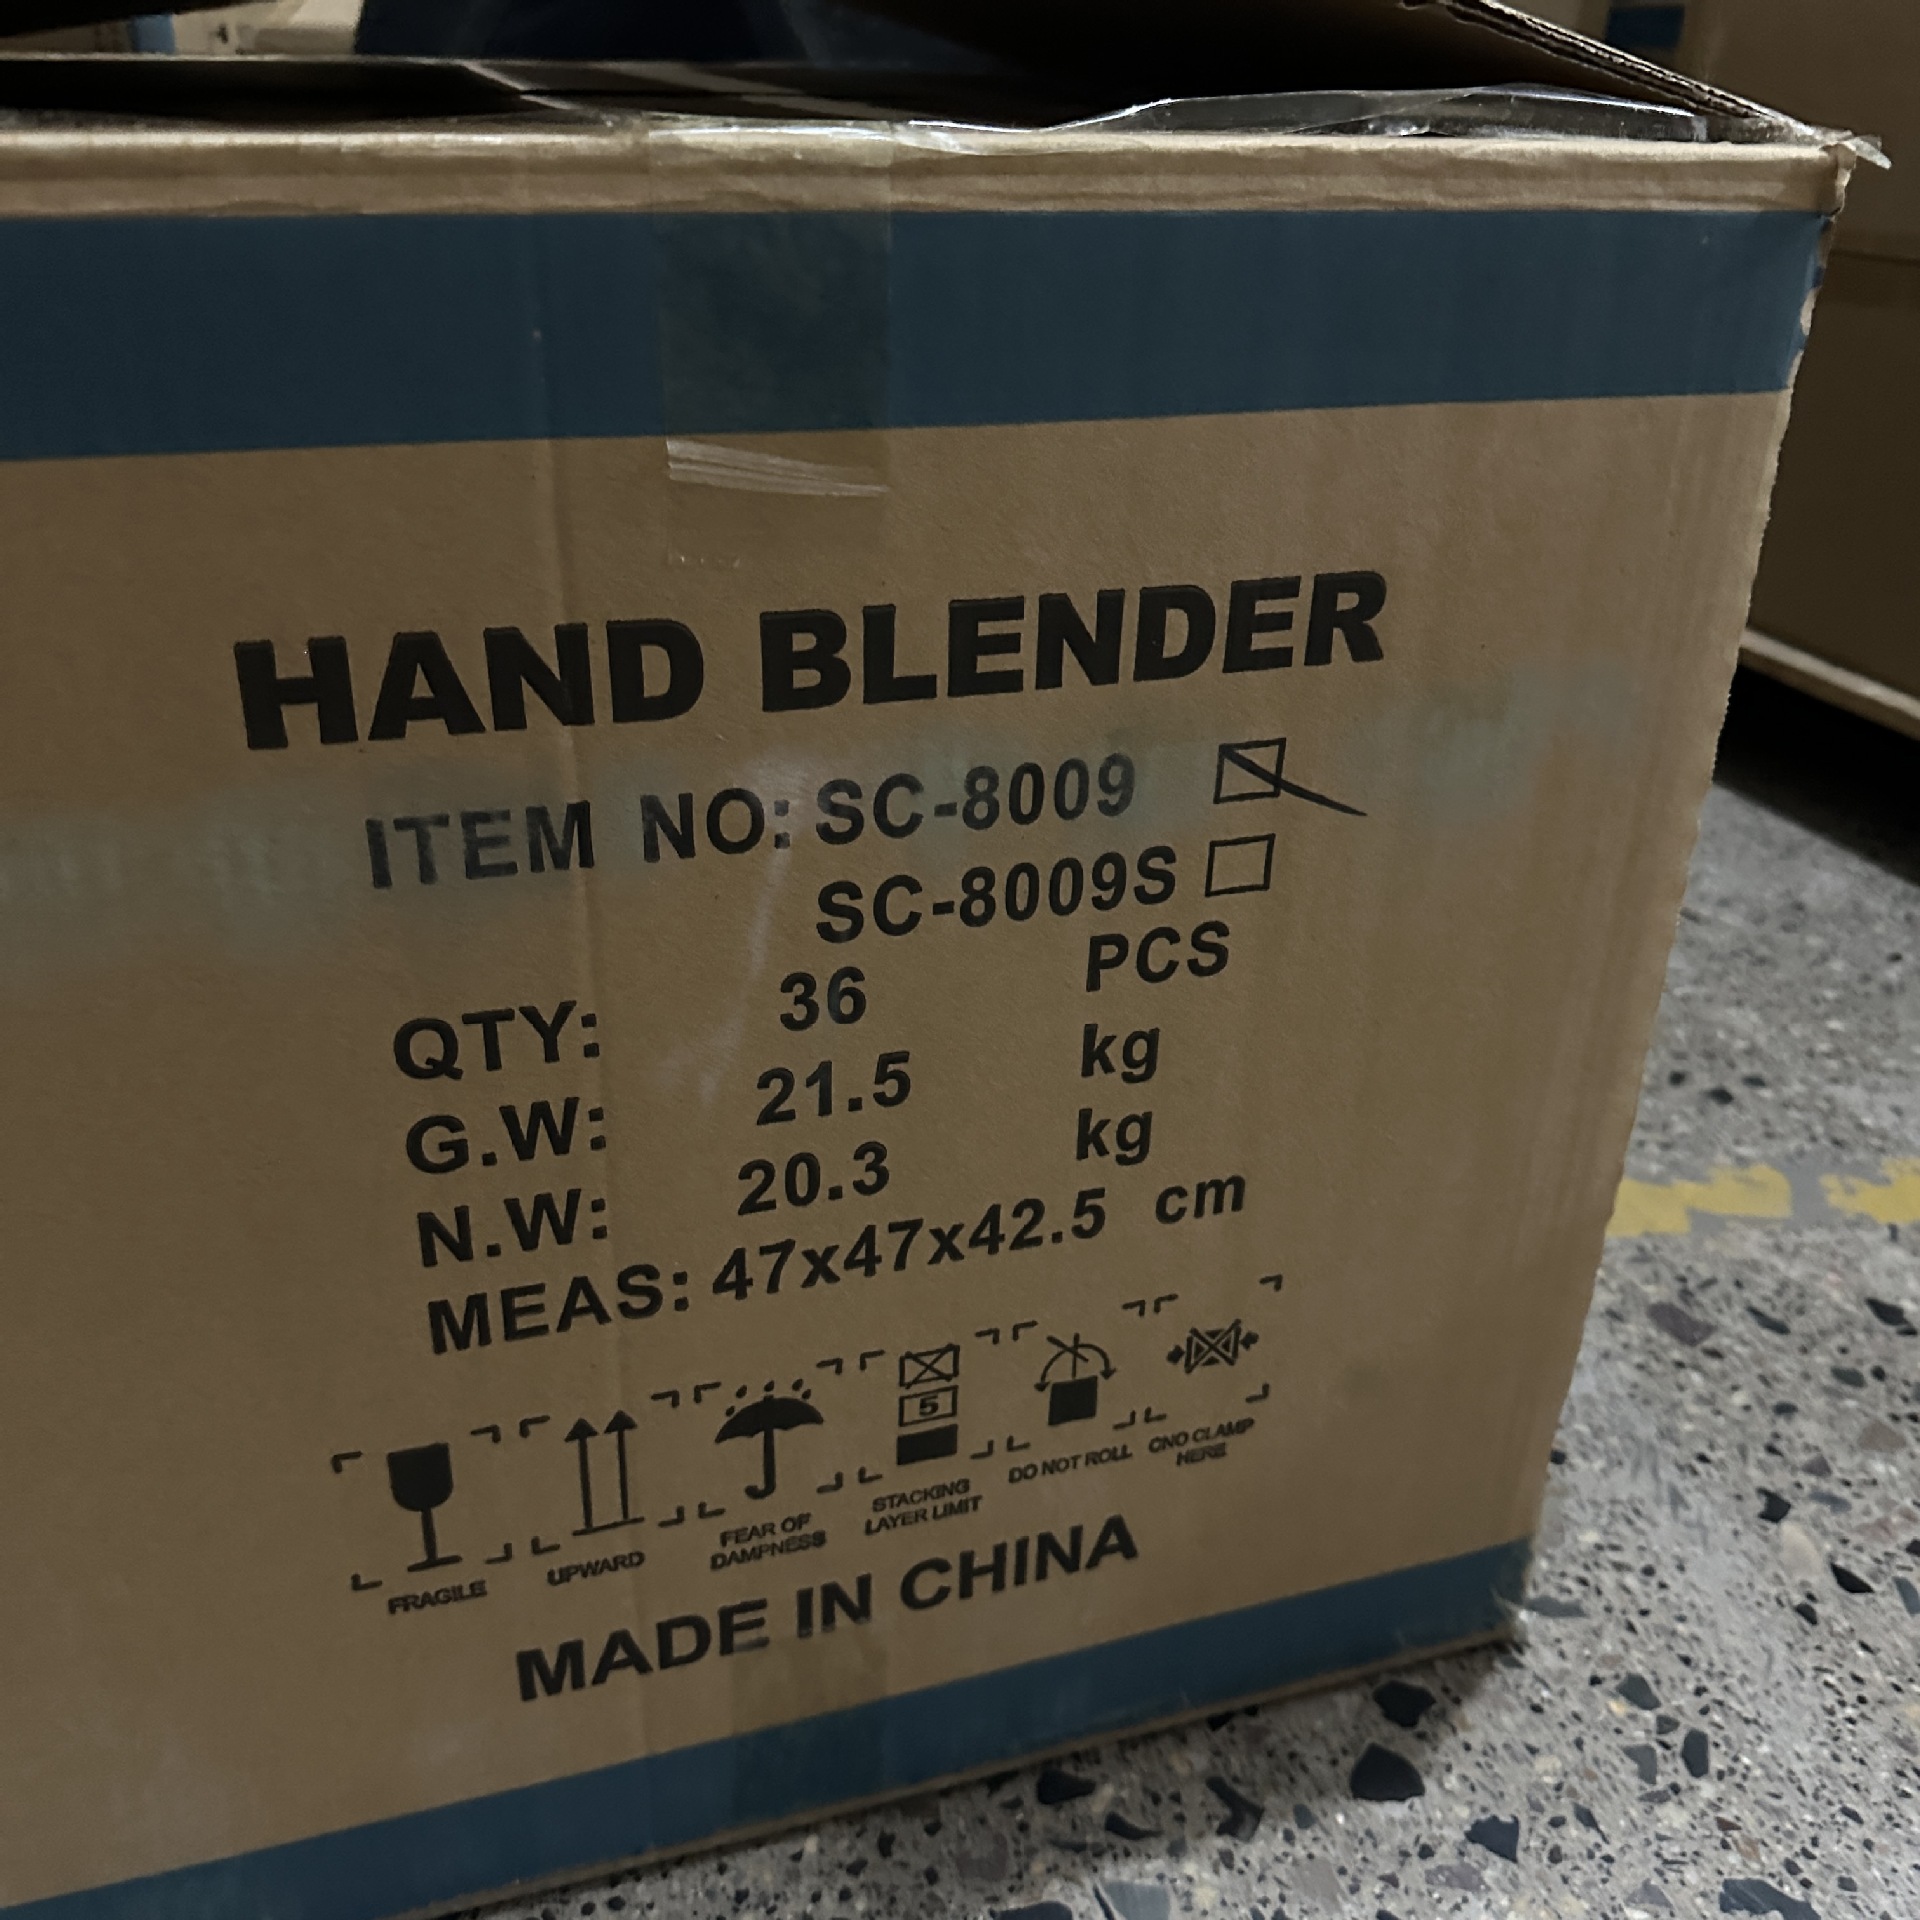 HAND BLENDER
ITEM NO: SC-8009
SC-8009S
QTY: 36 PCS
G.W: 21.5 kg
N.W: 20.3 kg
MEAS: 47x47x42.5 cm
5
FRAGILE
UPWARD
FEAR OF
DAMPNESS
STACKING
LAYER LIMIT
DO NOT ROLL
CNO CLAMP
HERE
MADE IN CHINA